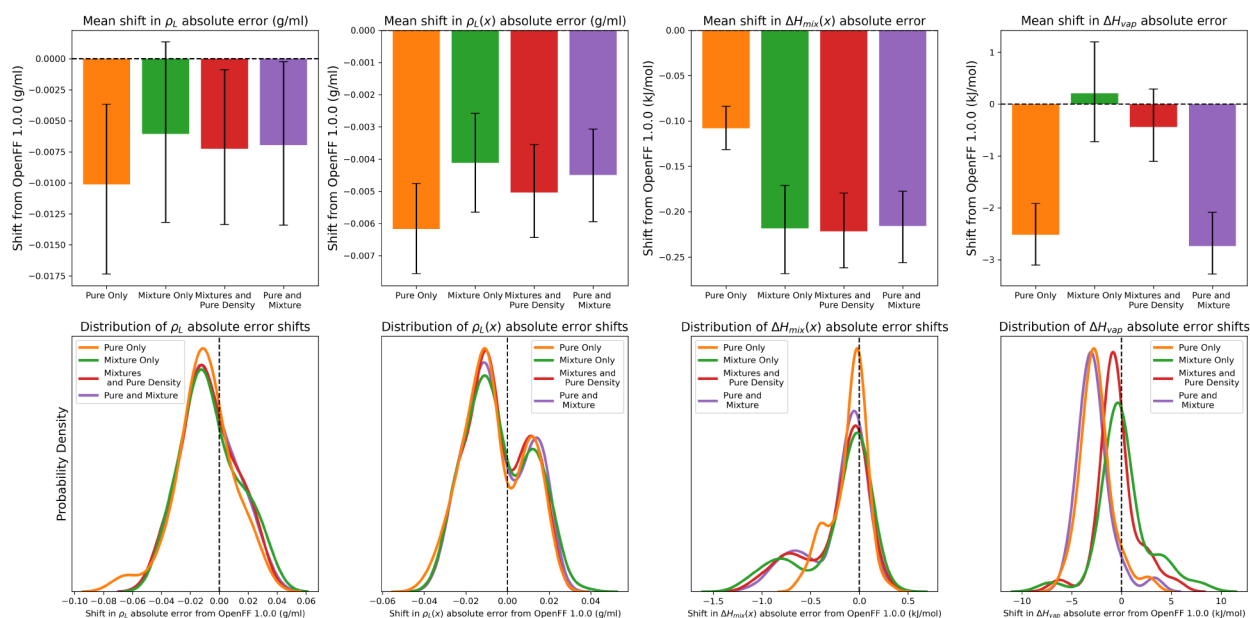 Mean shift in ρL absolute error (g/ml)
Shift from OpenFF 1.0.0 (g/ml)
0.0000
−0.0025
−0.0050
−0.0075
−0.0100
−0.0125
−0.0150
−0.0175
Pure Only
Mixture Only
Mixtures and
Pure Density
Pure and
Mixture
Mean shift in ρL(x) absolute error (g/ml)
Shift from OpenFF 1.0.0 (g/ml)
0.000
−0.001
−0.002
−0.003
−0.004
−0.005
−0.006
−0.007
Pure Only
Mixture Only
Mixtures and
Pure Density
Pure and
Mixture
Mean shift in ΔHmix(x) absolute error
Shift from OpenFF 1.0.0 (kJ/mol)
0.00
−0.05
−0.10
−0.15
−0.20
−0.25
Pure Only
Mixture Only
Mixtures and
Pure Density
Pure and
Mixture
Mean shift in ΔHvap absolute error
Shift from OpenFF 1.0.0 (kJ/mol)
1
0
−1
−2
−3
Pure Only
Mixture Only
Mixtures and
Pure Density
Pure and
Mixture
Distribution of ρL absolute error shifts
Probability Density
Pure Only
Mixture Only
Mixtures
and Pure Density
Pure and Mixture
−0.10
−0.08
−0.06
−0.04
−0.02
0.00
0.02
0.04
0.06
Shift in ρL absolute error from OpenFF 1.0.0 (g/ml)
Distribution of ρL(x) absolute error shifts
Pure Only
Mixture Only
Mixtures and
Pure Density
Pure and
Mixture
−0.06
−0.04
−0.02
0.00
0.02
0.04
Shift in ρL(x) absolute error from OpenFF 1.0.0 (g/ml)
Distribution of ΔHmix(x) absolute error shifts
Pure Only
Mixture Only
Mixtures and
Pure Density
Pure and
Mixture
−1.5
−1.0
−0.5
0.0
0.5
Shift in ΔHmix(x) absolute error from OpenFF 1.0.0 (kJ/mol)
Distribution of ΔHvap absolute error shifts
Pure Only
Mixture Only
Mixtures and
Pure Density
Pure and
Mixture
−10
−5
0
5
10
Shift in ΔHvap absolute error from OpenFF 1.0.0 (kJ/mol)